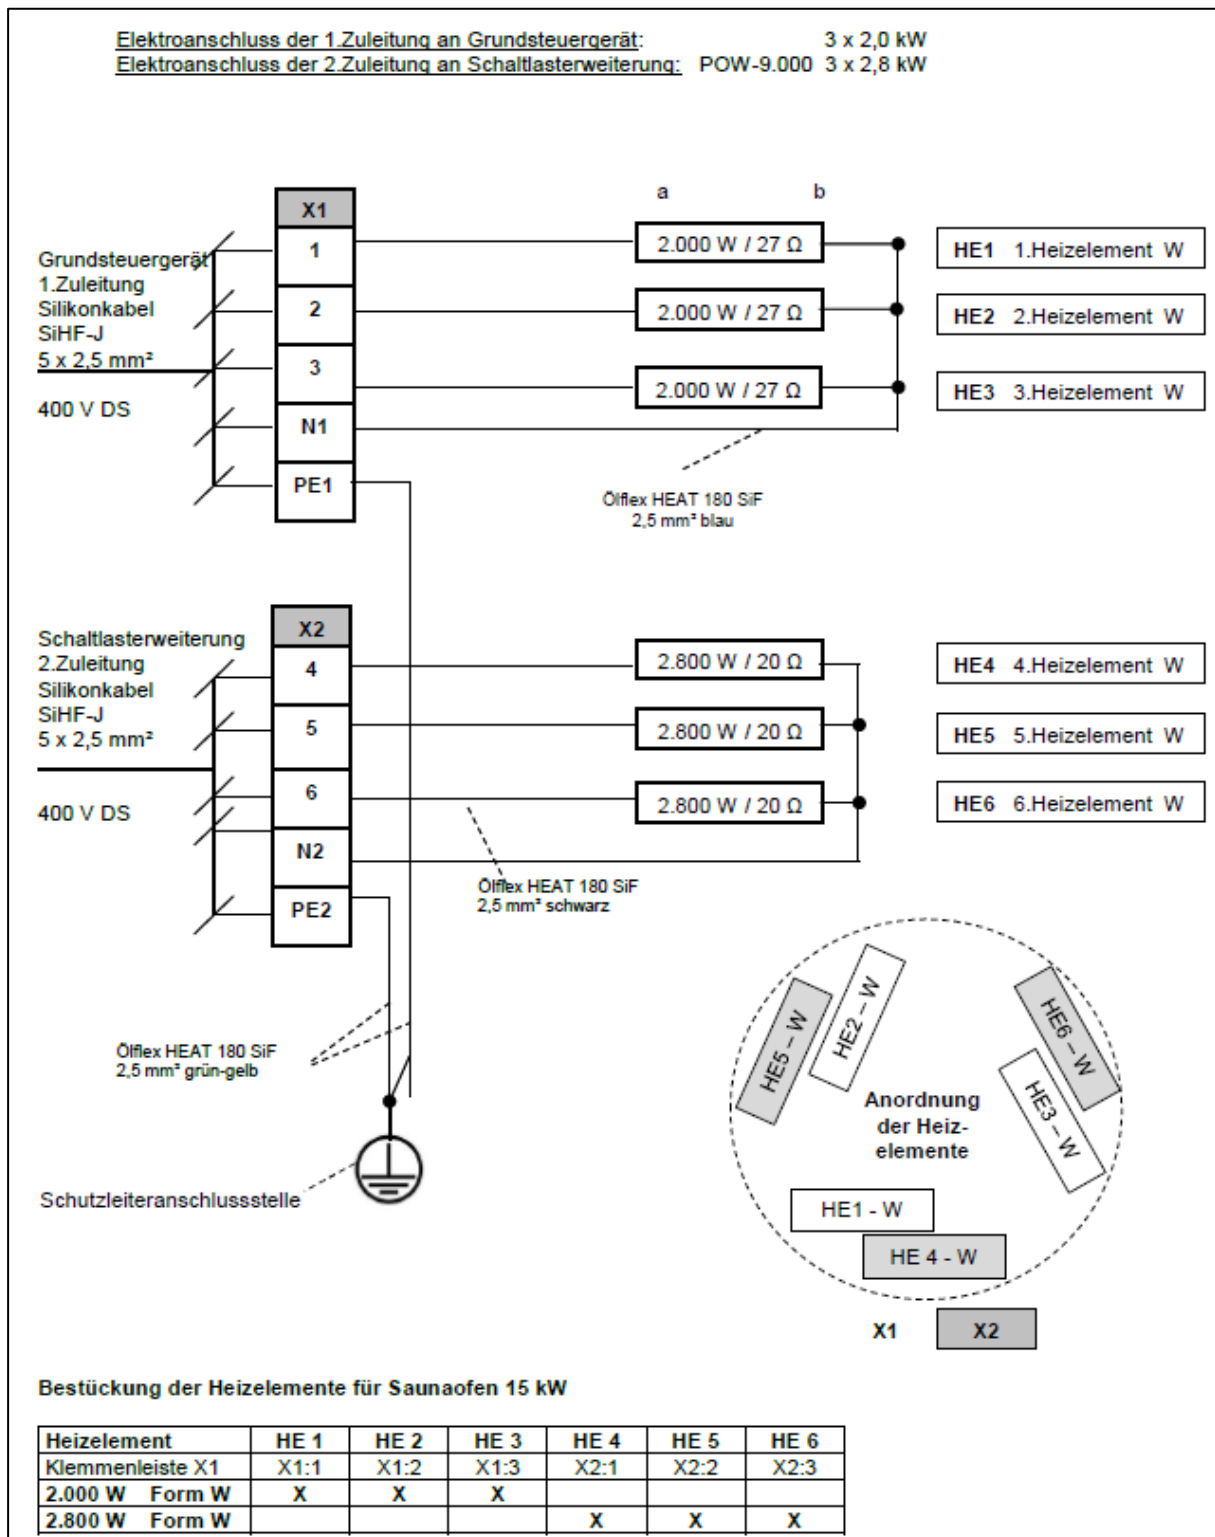 Elektroanschluss der 1.Zuleitung an Grundsteuergerät: 3 x 2,0 kW
Elektroanschluss der 2.Zuleitung an Schaltlasterweiterung: POW-9.000 3 x 2,8 kW
a b
X1
1
2
3
N1
PE1
Grundsteuergerät
1.Zuleitung
Silikonkabel
SiHF-J
5 x 2,5 mm²
400 V DS
2.000 W / 27 Ω
2.000 W / 27 Ω
2.000 W / 27 Ω
HE1 1.Heizelement W
HE2 2.Heizelement W
HE3 3.Heizelement W
Ölflex HEAT 180 SiF
2,5 mm² blau
X2
4
5
6
N2
PE2
Schaltlasterweiterung
2.Zuleitung
Silikonkabel
SiHF-J
5 x 2,5 mm²
400 V DS
2.800 W / 20 Ω
2.800 W / 20 Ω
2.800 W / 20 Ω
HE4 4.Heizelement W
HE5 5.Heizelement W
HE6 6.Heizelement W
Ölflex HEAT 180 SiF
2,5 mm² schwarz
Ölflex HEAT 180 SiF
2,5 mm² grün-gelb
Schutzleiteranschlussstelle
HE5 – W
HE2 – W
HE6 – W
HE3 – W
Anordnung
der Heiz-
elemente
HE1 - W
HE 4 - W
X1 X2
Bestückung der Heizelemente für Saunaofen 15 kW
Heizelement HE 1 HE 2 HE 3 HE 4 HE 5 HE 6
Klemmenleiste X1 X1:1 X1:2 X1:3 X2:1 X2:2 X2:3
2.000 W Form W X X X
2.800 W Form W X X X